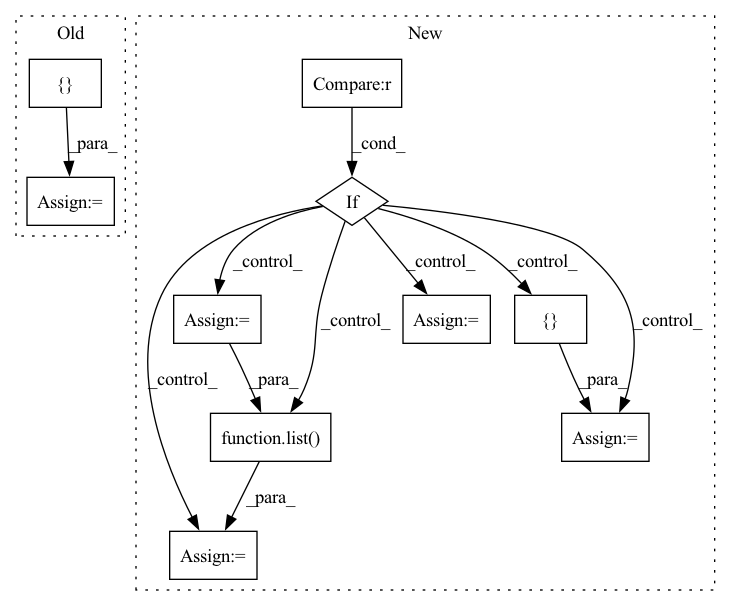 Old
New
{}
Compare:r
_para_
_cond_
Assign:=
If
_control_
_control_
_control_
_control_
_control_
_control_
Assign:=
Assign:=
{}
_para_
_para_
function.list()
Assign:=
_para_
Assign:=